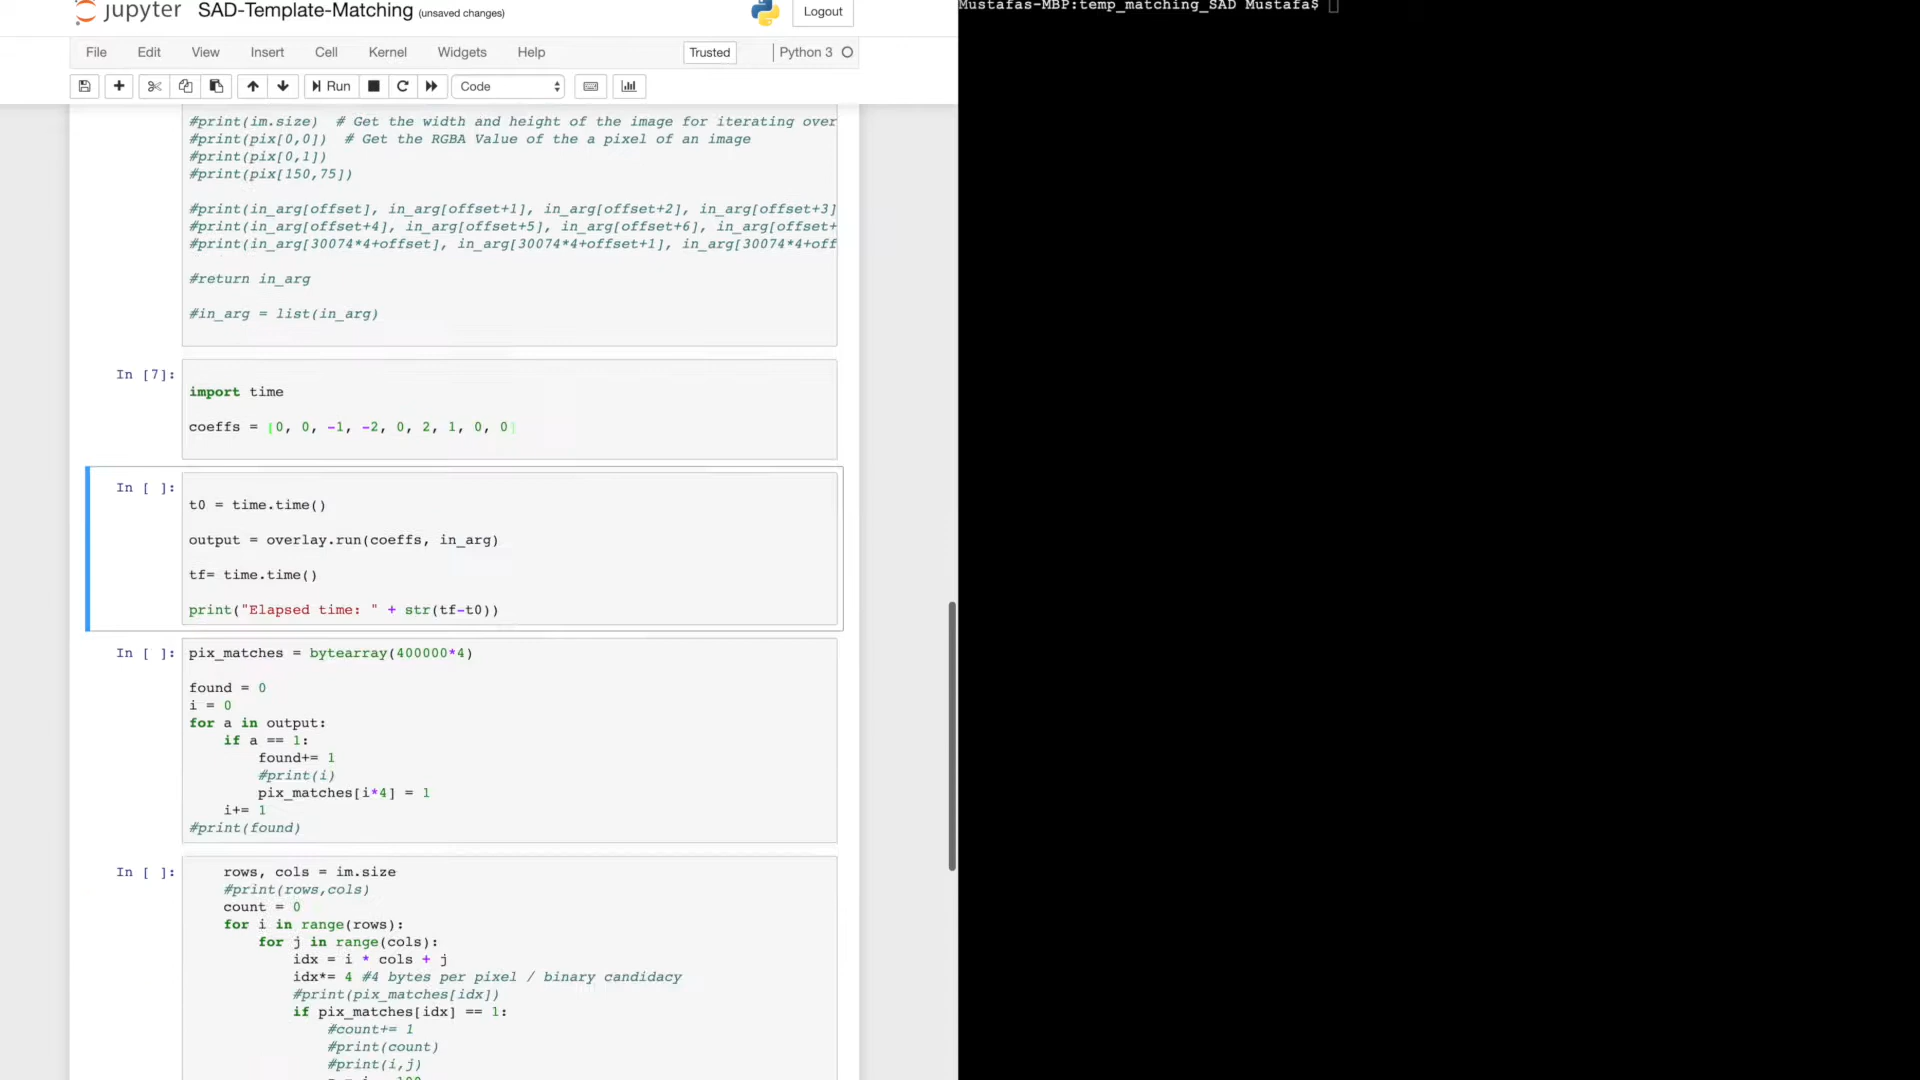 jupyter SAD-Template-Matching (unsaved changes)
Logout
File Edit View Insert Cell Kernel Widgets Help
Trusted
Python 3
Run
Code
#print(im.size)  # Get the width and height of the image for iterating over
#print(pix[0,0])  # Get the RGBA Value of the a pixel of an image
#print(pix[0,1])
#print(pix[150,75])
#print(in_arg[offset], in_arg[offset+1], in_arg[offset+2], in_arg[offset+3]
#print(in_arg[offset+4], in_arg[offset+5], in_arg[offset+6], in_arg[offset+
#print(in_arg[30074*4+offset], in_arg[30074*4+offset+1], in_arg[30074*4+off
#return in_arg
#in_arg = list(in_arg)
In [7]:
import time
coeffs = [0, 0, -1, -2, 0, 2, 1, 0, 0]
In [ ]:
t0 = time.time()
output = overlay.run(coeffs, in_arg)
tf= time.time()
print("Elapsed time: " + str(tf-t0))
In [ ]: pix_matches = bytearray(400000*4)
found = 0
i = 0
for a in output:
    if a == 1:
        found+= 1
        #print(i)
        pix_matches[i*4] = 1
    i+= 1
#print(found)
In [ ]:     rows, cols = im.size
    #print(rows,cols)
    count = 0
    for i in range(rows):
        for j in range(cols):
            idx = i * cols + j
            idx*= 4 #4 bytes per pixel / binary candidacy
            #print(pix_matches[idx])
            if pix_matches[idx] == 1:
                #count+= 1
                #print(count)
                #print(i,j)
Mustafas-MBP:temp_matching_SAD Mustafa$